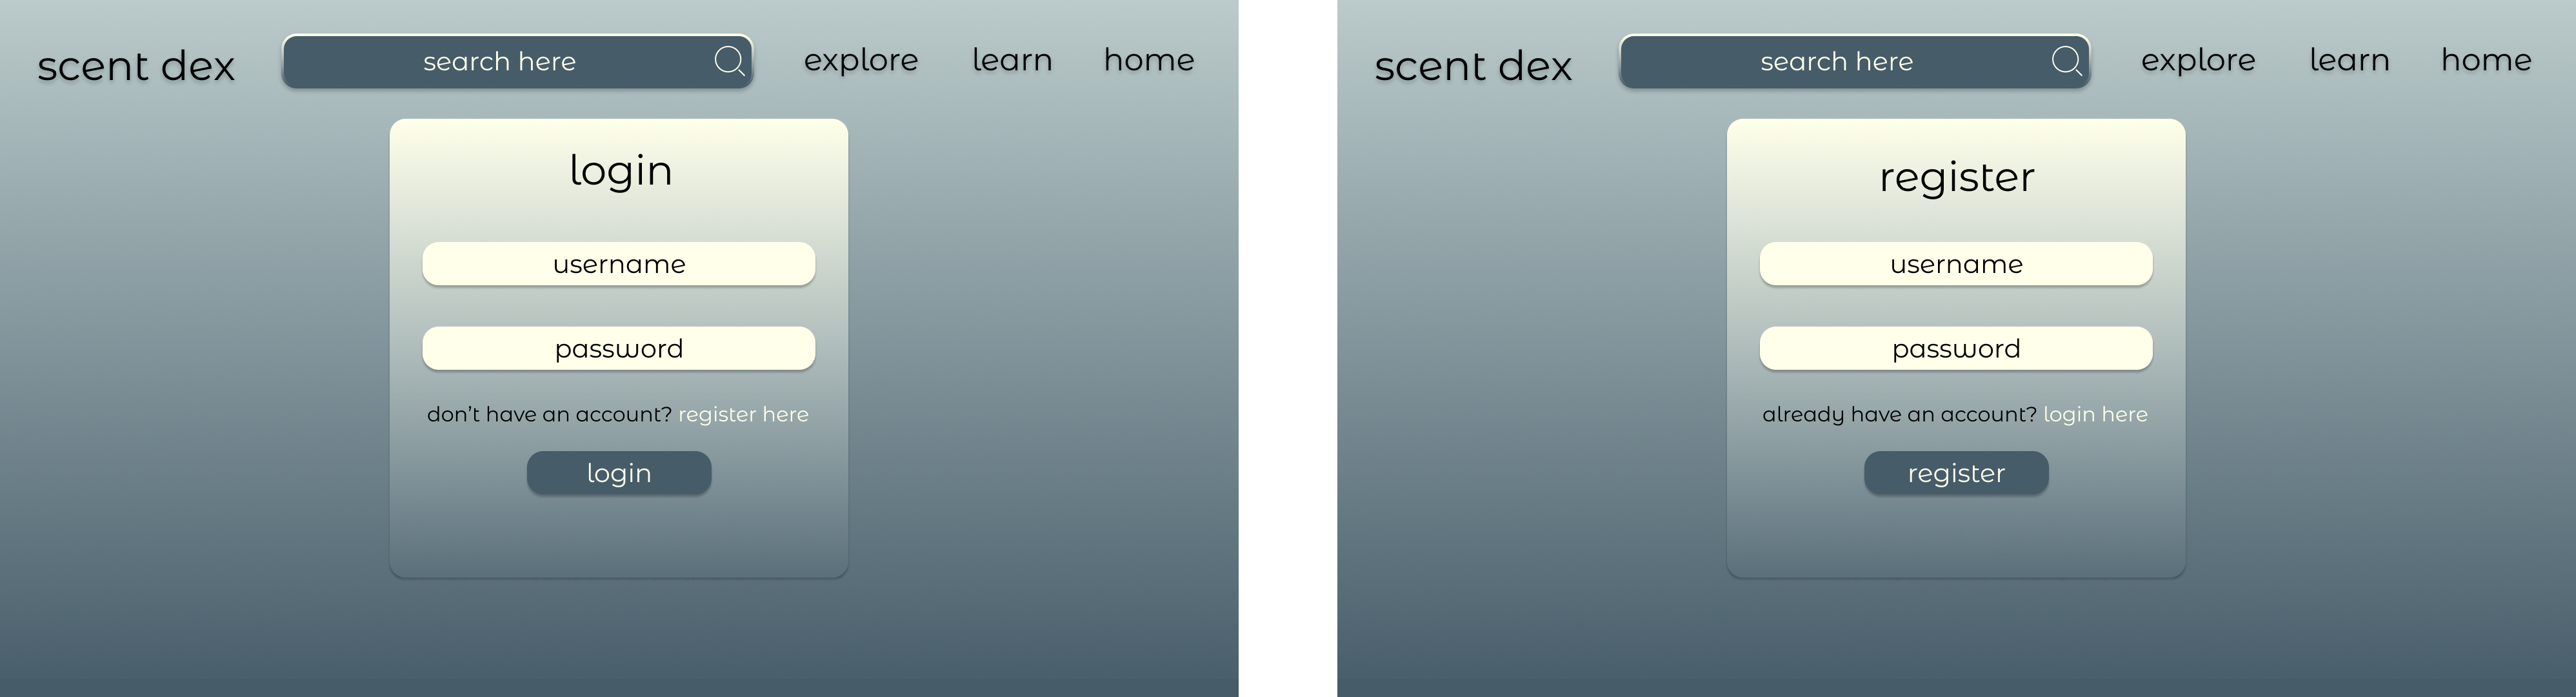 scent dex
search here
explore
learn
home
login
username
password
don't have an account? register here
login
scent dex
search here
explore
learn
home
register
username
password
already have an account? login here
register